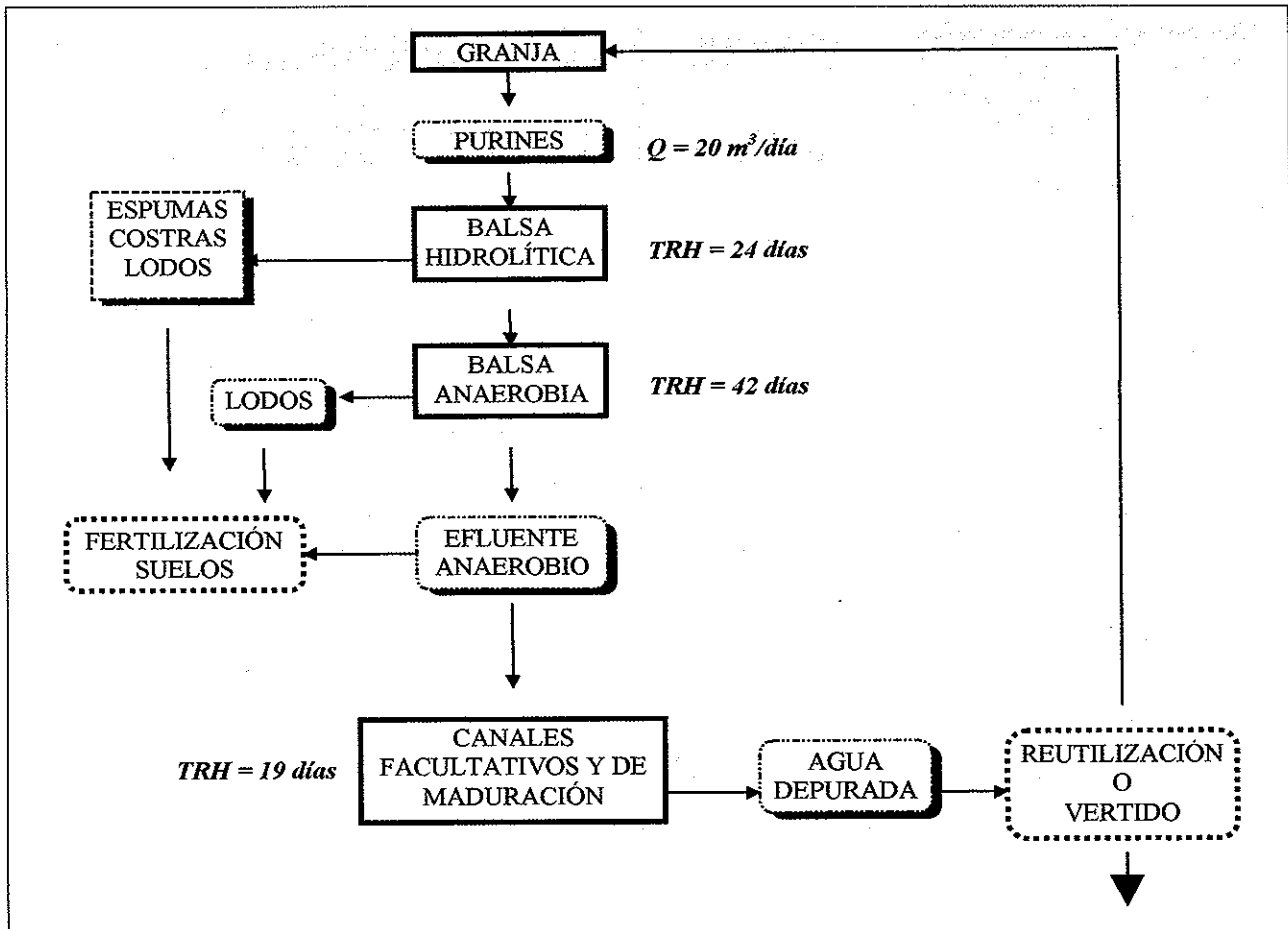 GRANJA
PURINES
Q = 20 m³/día
ESPUMAS
COSTRAS
LODOS
BALSA
HIDROLÍTICA
TRH = 24 días
BALSA
ANAEROBIA
TRH = 42 días
LODOS
FERTILIZACIÓN
SUELOS
EFLUENTE
ANAEROBIO
TRH = 19 días
CANALES
FACULTATIVOS Y DE
MADURACIÓN
AGUA
DEPURADA
REUTILIZACIÓN
O
VERTIDO